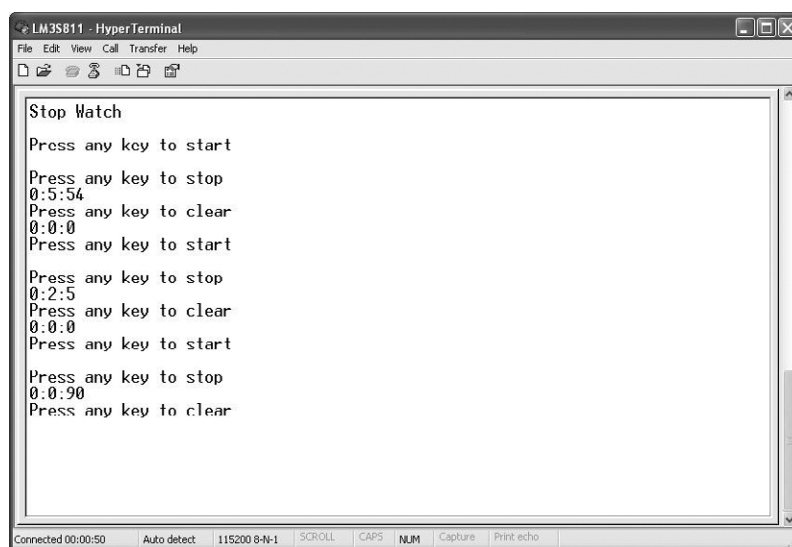 LM3S811 - HyperTerminal
File Edit View Call Transfer Help
Stop Watch
Press any key to start
Press any key to stop
0:5:54
Press any key to clear
0:0:0
Press any key to start
Press any key to stop
0:2:5
Press any key to clear
0:0:0
Press any key to start
Press any key to stop
0:0:90
Press any key to clear
Connected 00:00:50 Auto detect 115200 8-N-1 SCROLL CAPS NUM Capture Print echo